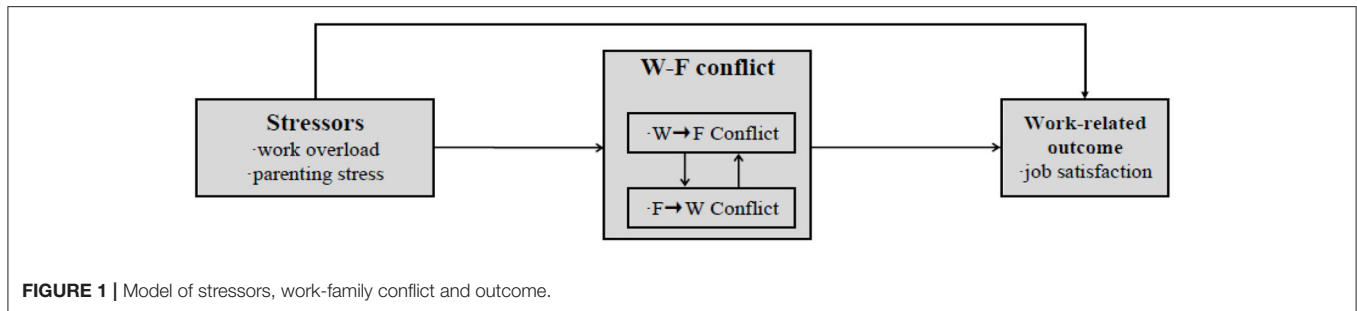 W-F conflict
Stressors
·work overload
·parenting stress
·W→F Conflict
·F→W Conflict
Work-related
outcome
·job satisfaction
FIGURE 1 | Model of stressors, work-family conflict and outcome.